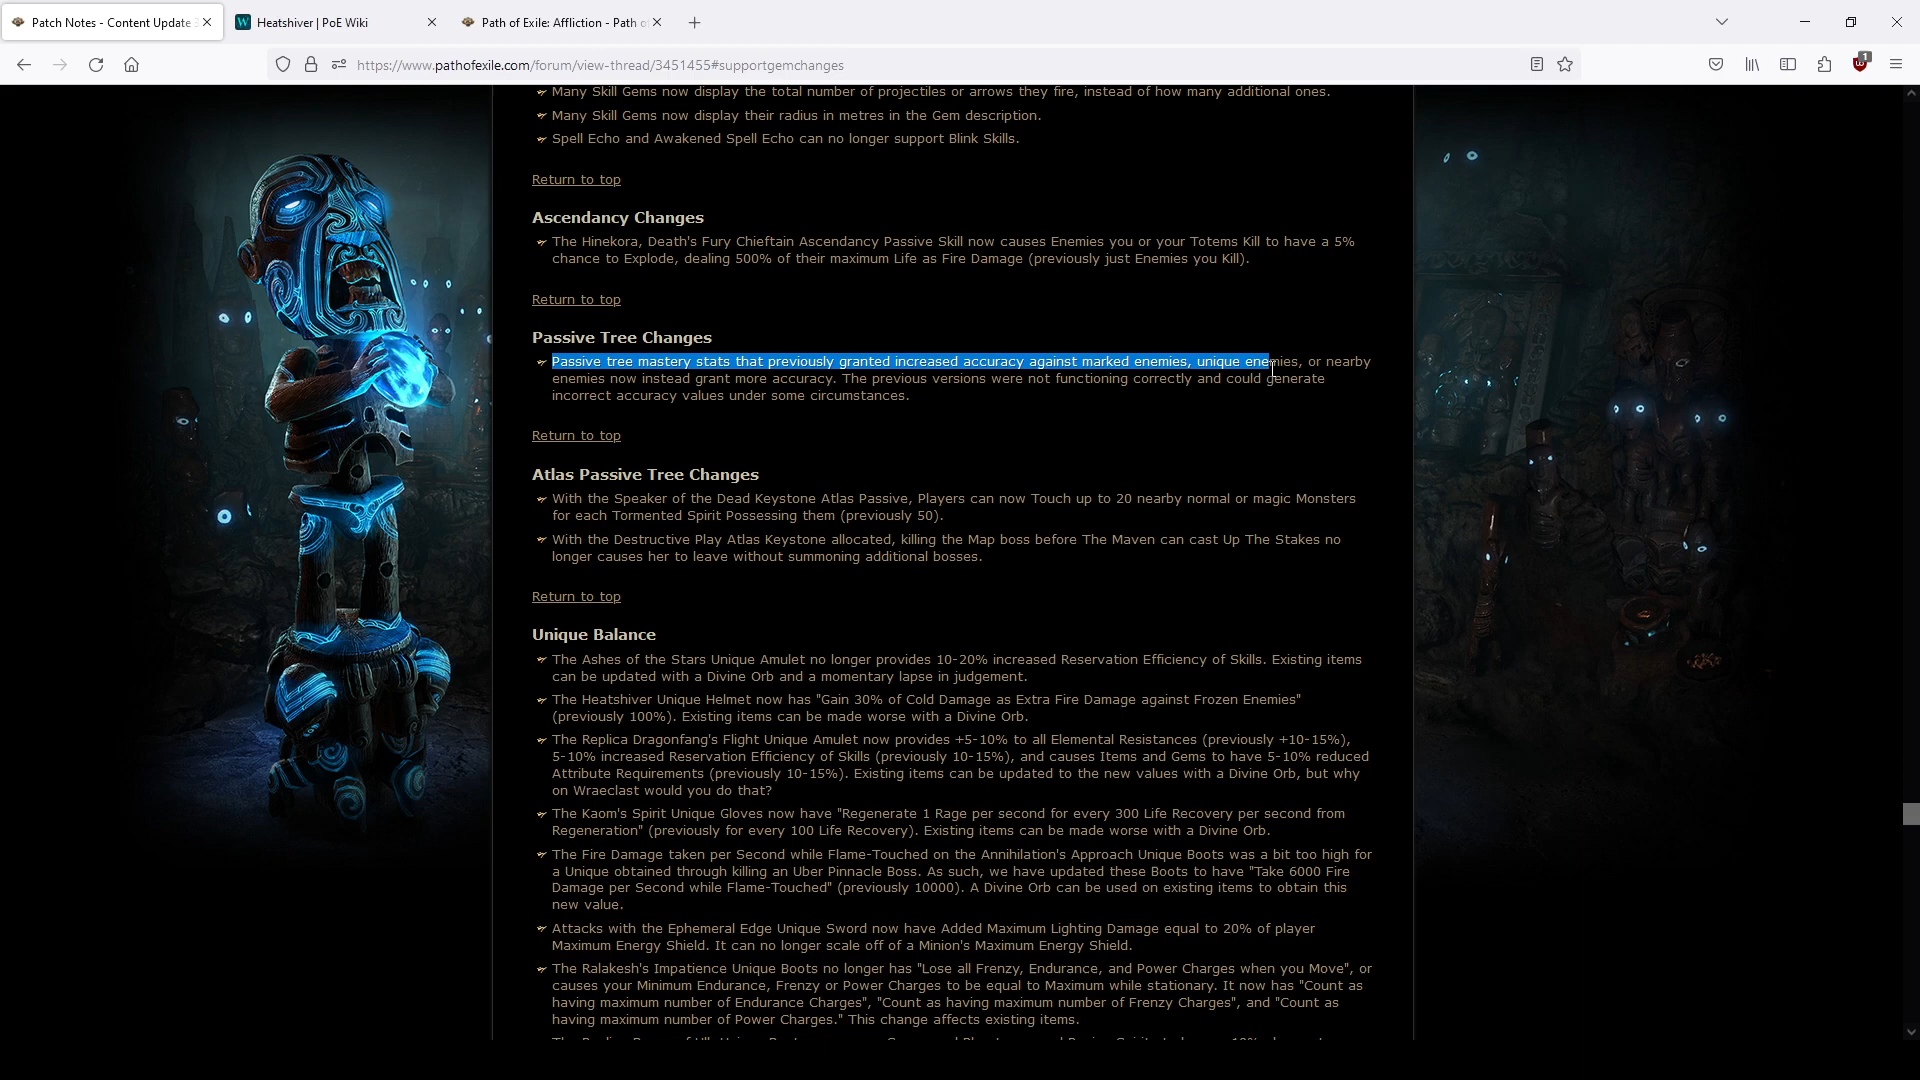 Patch Notes - Content Update 3
Heatshiver | PoE Wiki
Path of Exile: Affliction - Path o
https://www.pathofexile.com/forum/view-thread/3451455#supportgemchanges
1
Many Skill Gems now display the total number of projectiles or arrows they fire, instead of how many additional ones.
Many Skill Gems now display their radius in metres in the Gem description.
Spell Echo and Awakened Spell Echo can no longer support Blink Skills.
Return to top
Ascendancy Changes
The Hinekora, Death's Fury Chieftain Ascendancy Passive Skill now causes Enemies you or your Totems Kill to have a 5%
chance to Explode, dealing 500% of their maximum Life as Fire Damage (previously just Enemies you Kill).
Return to top
Passive Tree Changes
Passive tree mastery stats that previously granted increased accuracy against marked enemies, unique enemies, or nearby
enemies now instead grant more accuracy. The previous versions were not functioning correctly and could generate
incorrect accuracy values under some circumstances.
Return to top
Atlas Passive Tree Changes
With the Speaker of the Dead Keystone Atlas Passive, Players can now Touch up to 20 nearby normal or magic Monsters
for each Tormented Spirit Possessing them (previously 50).
With the Destructive Play Atlas Keystone allocated, killing the Map boss before The Maven can cast Up The Stakes no
longer causes her to leave without summoning additional bosses.
Return to top
Unique Balance
The Ashes of the Stars Unique Amulet no longer provides 10-20% increased Reservation Efficiency of Skills. Existing items
can be updated with a Divine Orb and a momentary lapse in judgement.
The Heatshiver Unique Helmet now has "Gain 30% of Cold Damage as Extra Fire Damage against Frozen Enemies"
(previously 100%). Existing items can be made worse with a Divine Orb.
The Replica Dragonfang's Flight Unique Amulet now provides +5-10% to all Elemental Resistances (previously +10-15%),
5-10% increased Reservation Efficiency of Skills (previously 10-15%), and causes Items and Gems to have 5-10% reduced
Attribute Requirements (previously 10-15%). Existing items can be updated to the new values with a Divine Orb, but why
on Wraeclast would you do that?
The Kaom's Spirit Unique Gloves now have "Regenerate 1 Rage per second for every 300 Life Recovery per second from
Regeneration" (previously for every 100 Life Recovery). Existing items can be made worse with a Divine Orb.
The Fire Damage taken per Second while Flame-Touched on the Annihilation's Approach Unique Boots was a bit too high for
a Unique obtained through killing an Uber Pinnacle Boss. As such, we have updated these Boots to have "Take 6000 Fire
Damage per Second while Flame-Touched" (previously 10000). A Divine Orb can be used on existing items to obtain this
new value.
Attacks with the Ephemeral Edge Unique Sword now have Added Maximum Lighting Damage equal to 20% of player
Maximum Energy Shield. It can no longer scale off of a Minion's Maximum Energy Shield.
The Ralakesh's Impatience Unique Boots no longer has "Lose all Frenzy, Endurance, and Power Charges when you Move", or
causes your Minimum Endurance, Frenzy or Power Charges to be equal to Maximum while stationary. It now has "Count as
having maximum number of Endurance Charges", "Count as having maximum number of Frenzy Charges", and "Count as
having maximum number of Power Charges." This change affects existing items.